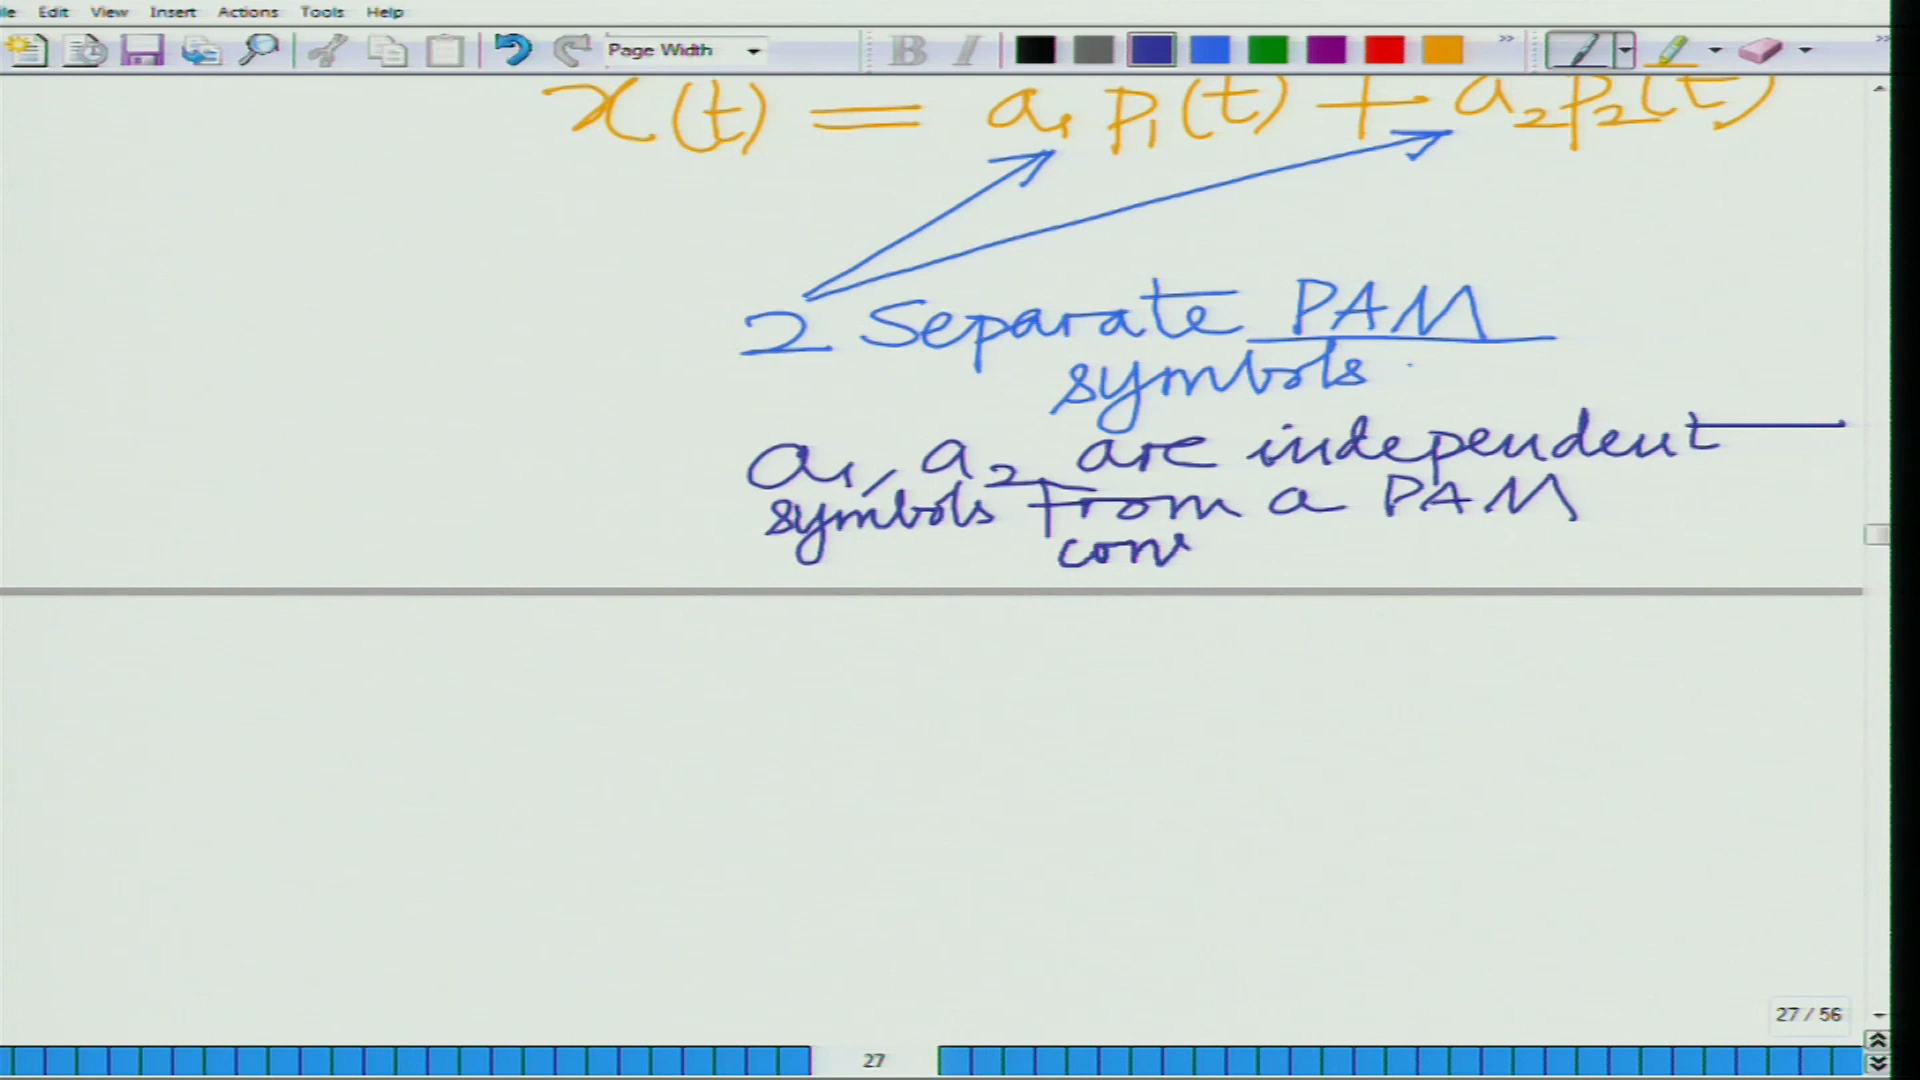 File Edit View Insert Actions Tools Help
Page Width B I
x(t) = a1 p1(t) + a2 p2(t)
2 Separate PAM
symbols.
a1, a2 are independent
symbols from a PAM
cons
27 / 56
27